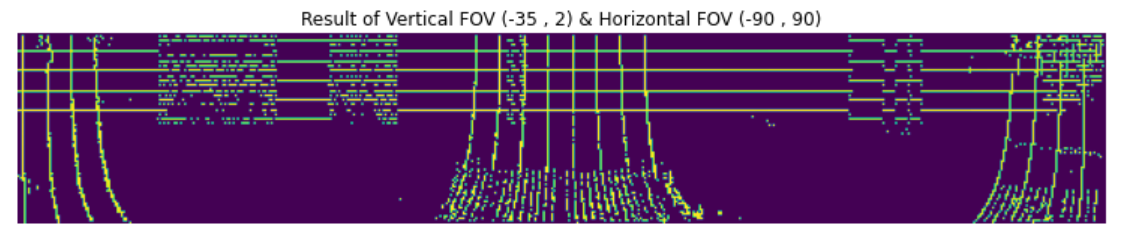 Result of Vertical FOV (-35 , 2) & Horizontal FOV (-90 , 90)